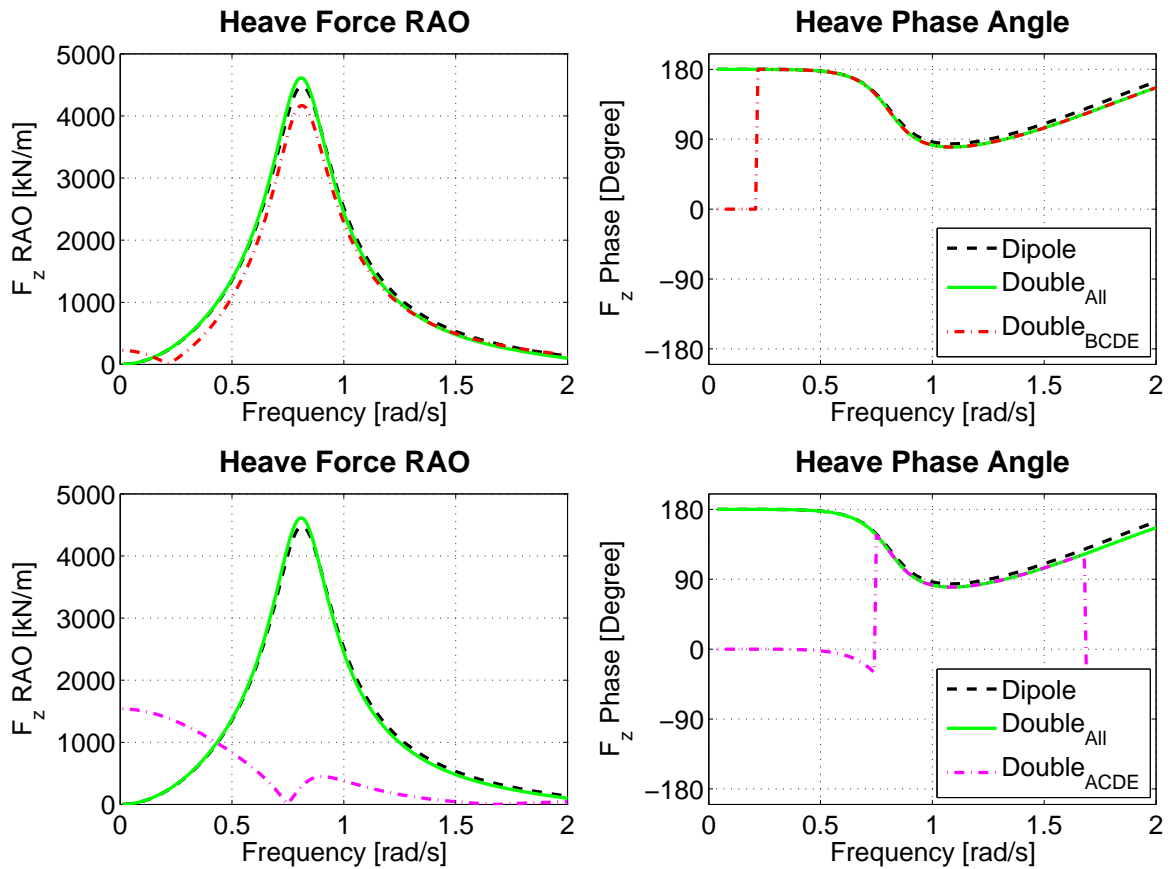 Heave Force RAO
5000
4000
3000
2000
1000
0
F_z RAO [kN/m]
0 0.5 1 1.5 2
Frequency [rad/s]
Heave Phase Angle
180
90
0
−90
−180
F_z Phase [Degree]
0 0.5 1 1.5 2
Frequency [rad/s]
Dipole
Double_All
Double_BCDE
Heave Force RAO
5000
4000
3000
2000
1000
0
F_z RAO [kN/m]
0 0.5 1 1.5 2
Frequency [rad/s]
Heave Phase Angle
180
90
0
−90
−180
F_z Phase [Degree]
0 0.5 1 1.5 2
Frequency [rad/s]
Dipole
Double_All
Double_ACDE